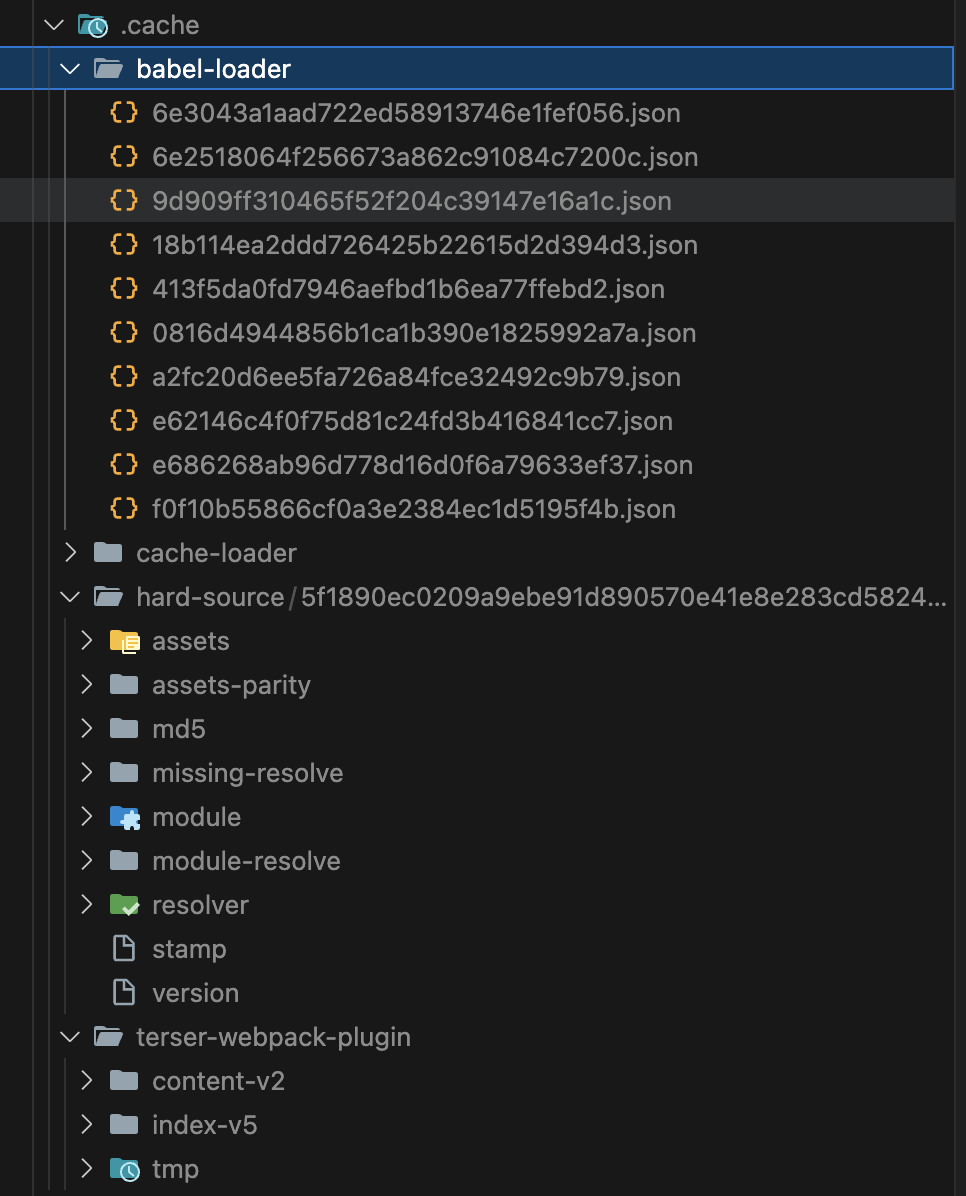 .cache
babel-loader
6e3043a1aad722ed58913746e1fef056.json
6e2518064f256673a862c91084c7200c.json
9d909ff310465f52f204c39147e16a1c.json
18b114ea2ddd726425b22615d2d394d3.json
413f5da0fd7946aefbd1b6ea77ffebd2.json
0816d4944856b1ca1b390e1825992a7a.json
a2fc20d6ee5fa726a84fce32492c9b79.json
e62146c4f0f75d81c24fd3b416841cc7.json
e686268ab96d778d16d0f6a79633ef37.json
f0f10b55866cf0a3e2384ec1d5195f4b.json
cache-loader
hard-source/5f1890ec0209a9ebe91d890570e41e8e283cd5824...
assets
assets-parity
md5
missing-resolve
module
module-resolve
resolver
stamp
version
terser-webpack-plugin
content-v2
index-v5
tmp